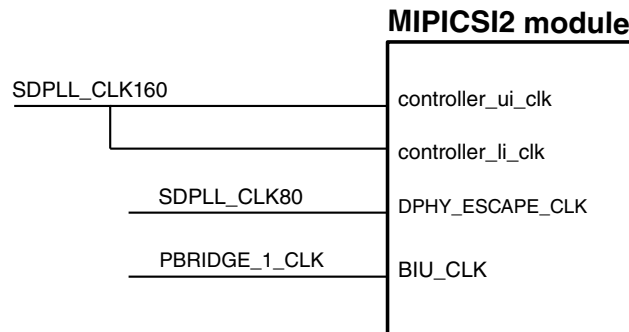 MIPICSI2 module
SDPLL_CLK160
controller_ui_clk
controller_li_clk
SDPLL_CLK80
DPHY_ESCAPE_CLK
PBRIDGE_1_CLK
BIU_CLK